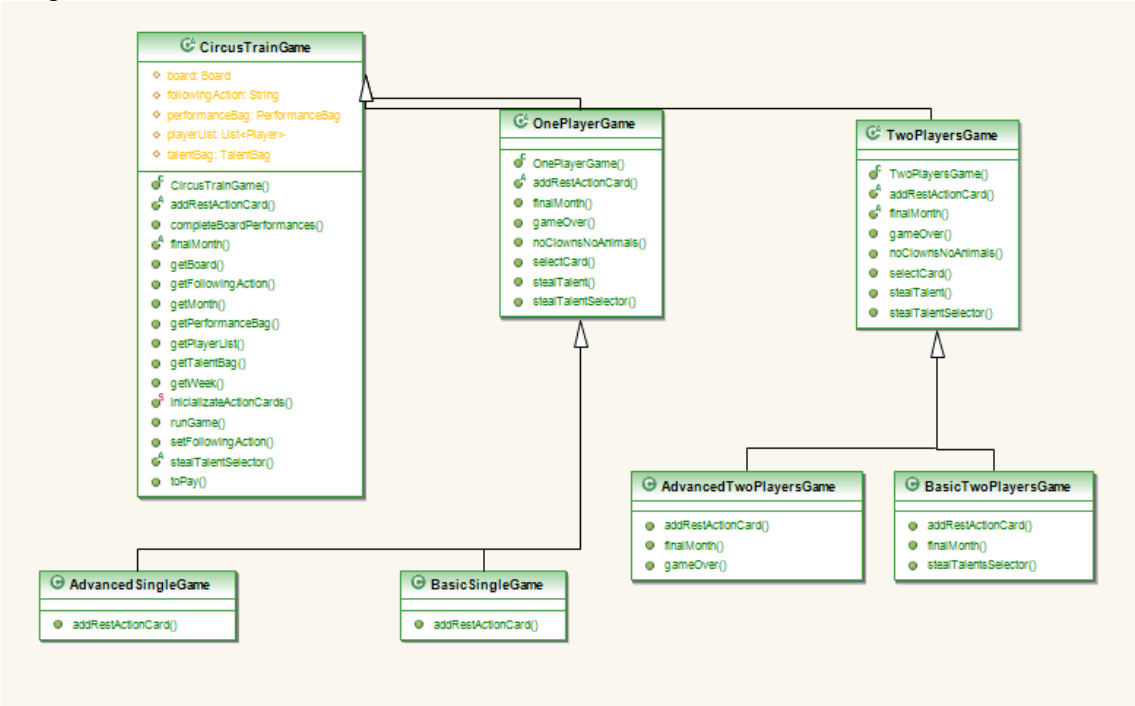 CircusTrainGame
board: Board
followingAction: String
performanceBag: PerformanceBag
playerList: List<Player>
talentBag: TalentBag
CircusTrainGame()
addRestActionCard()
completeBoardPerformances()
finalMonth()
getBoard()
getFollowingAction()
getMonth()
getPerformanceBag()
getPlayerList()
getTalentBag()
getWeek()
inicializateActionCards()
runGame()
setFollowingAction()
stealTalentSelector()
toPay()
OnePlayerGame
OnePlayerGame()
addRestActionCard()
finalMonth()
gameOver()
noClownsNoAnimals()
selectCard()
stealTalent()
stealTalentSelector()
TwoPlayersGame
TwoPlayersGame()
addRestActionCard()
finalMonth()
gameOver()
noClownsNoAnimals()
selectCard()
stealTalent()
stealTalentSelector()
AdvancedTwoPlayersGame
addRestActionCard()
finalMonth()
gameOver()
BasicTwoPlayersGame
addRestActionCard()
finalMonth()
stealTalentsSelector()
AdvancedSingleGame
addRestActionCard()
BasicSingleGame
addRestActionCard()